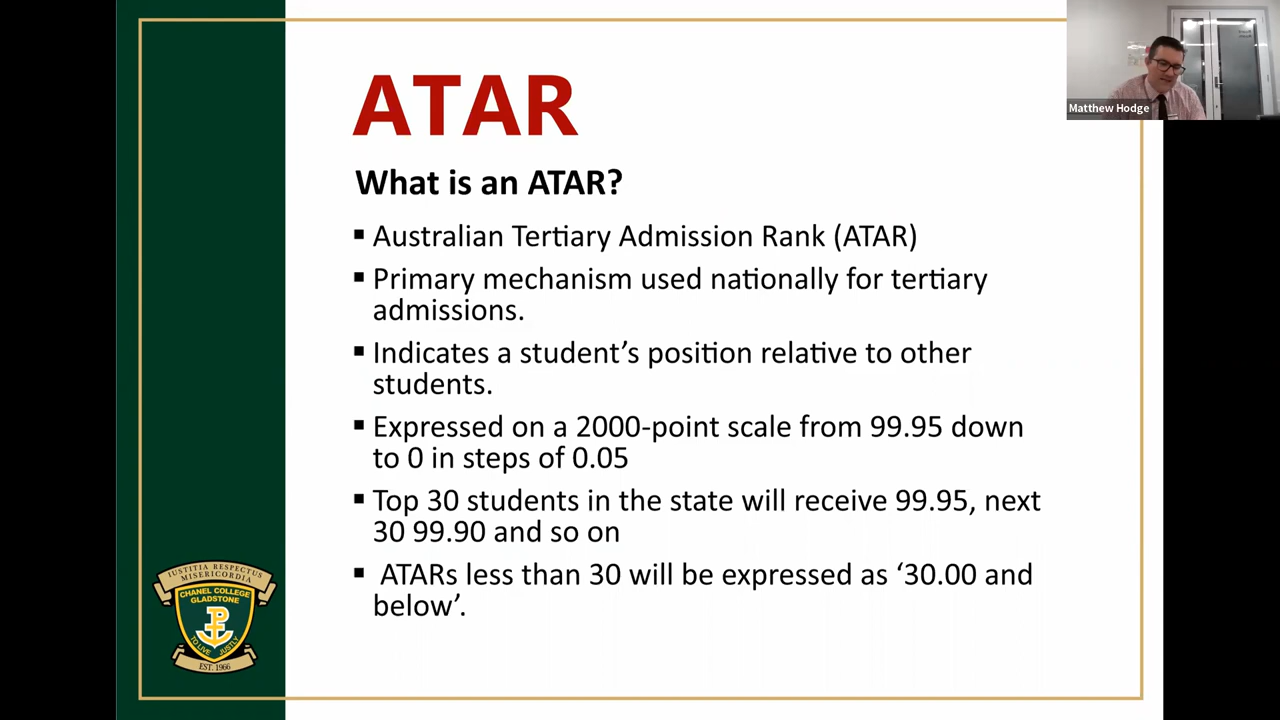 ATAR
What is an ATAR?
▪ Australian Tertiary Admission Rank (ATAR)
▪ Primary mechanism used nationally for tertiary
admissions.
▪ Indicates a student's position relative to other
students.
▪ Expressed on a 2000-point scale from 99.95 down
to 0 in steps of 0.05
▪ Top 30 students in the state will receive 99.95, next
30 99.90 and so on
▪ ATARs less than 30 will be expressed as ‘30.00 and
below’.
Matthew Hodge
IUSTITIA RESPECTUS
MISERICORDIA
CHANEL COLLEGE
GLADSTONE
TO LIVE JUSTLY
EST. 1966